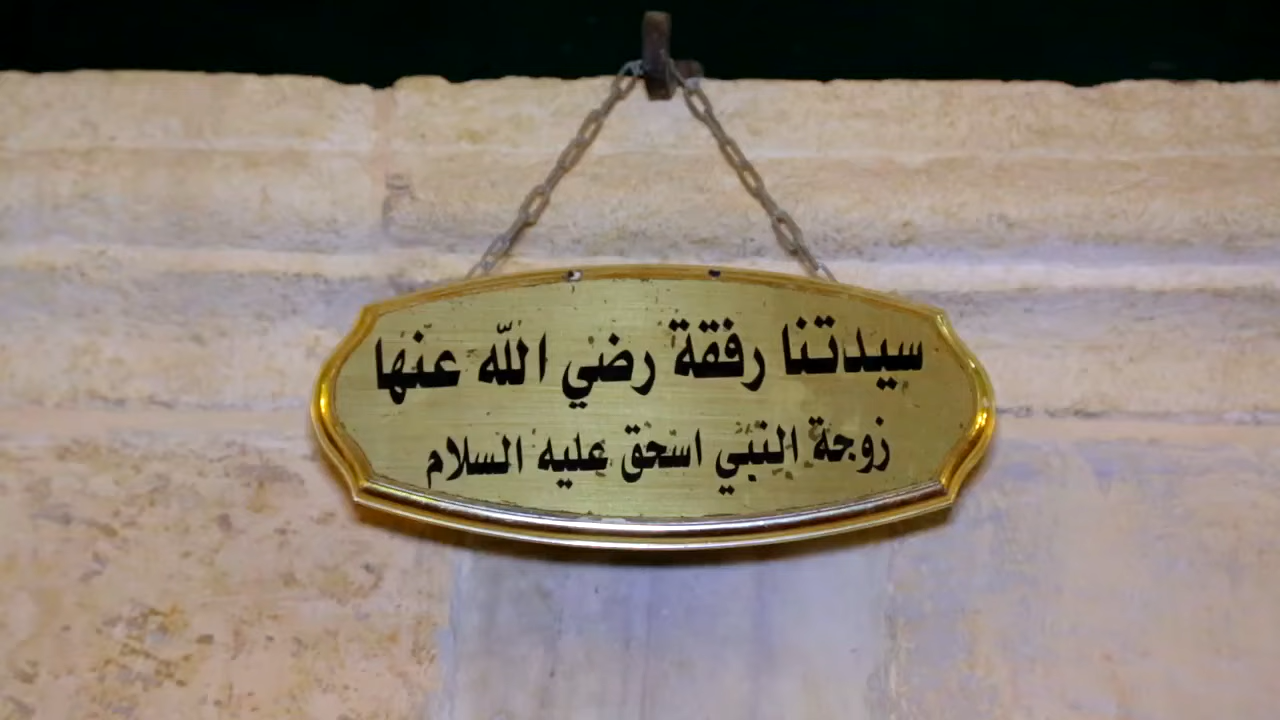 سيدتنا رفقة رضي الله عنها
زوجة النبي اسحق عليه السلام